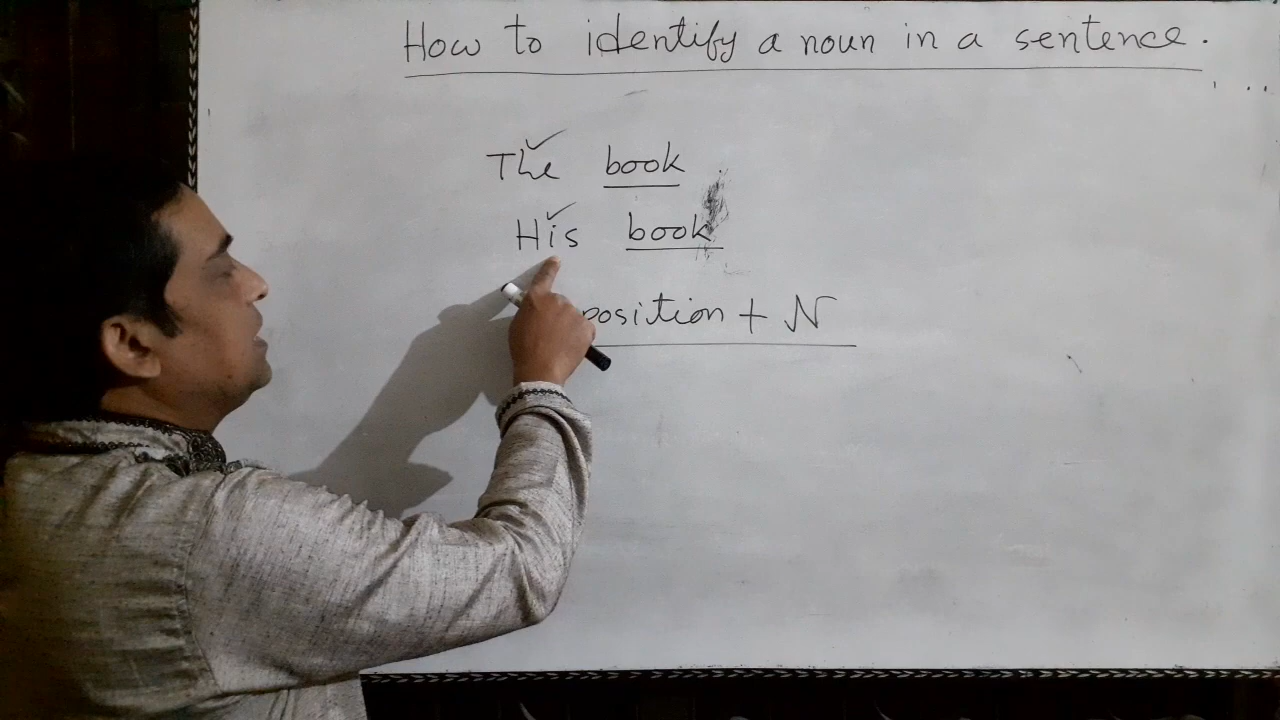 How to identify a noun in a sentence.
The book
His book
position + N